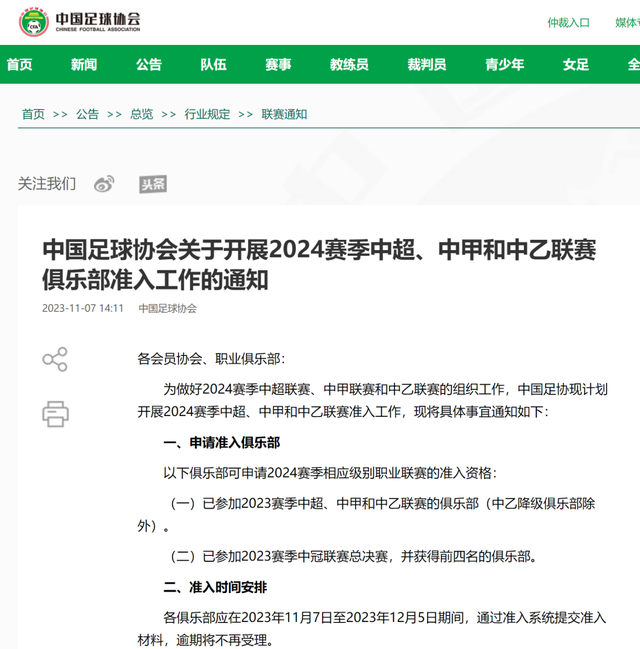 中国足球协会
CHINESE FOOTBALL ASSOCIATION
仲裁入口 媒体
首页 新闻 公告 队伍 赛事 教练员 裁判员 青少年 女足
首页 >> 公告 >> 总览 >> 行业规定 >> 联赛通知
关注我们 头条
中国足球协会关于开展2024赛季中超、中甲和中乙联赛
俱乐部准入工作的通知
2023-11-07 14:11 中国足球协会
各会员协会、职业俱乐部：
为做好2024赛季中超联赛、中甲联赛和中乙联赛的组织工作，中国足协现计划
开展2024赛季中超、中甲和中乙联赛准入工作，现将具体事宜通知如下：
一、申请准入俱乐部
以下俱乐部可申请2024赛季相应级别职业联赛的准入资格：
（一）已参加2023赛季中超、中甲和中乙联赛的俱乐部（中乙降级俱乐部除
外）。
（二）已参加2023赛季中冠联赛总决赛，并获得前四名的俱乐部。
二、准入时间安排
各俱乐部应在2023年11月7日至2023年12月5日期间，通过准入系统提交准入
材料，逾期将不再受理。